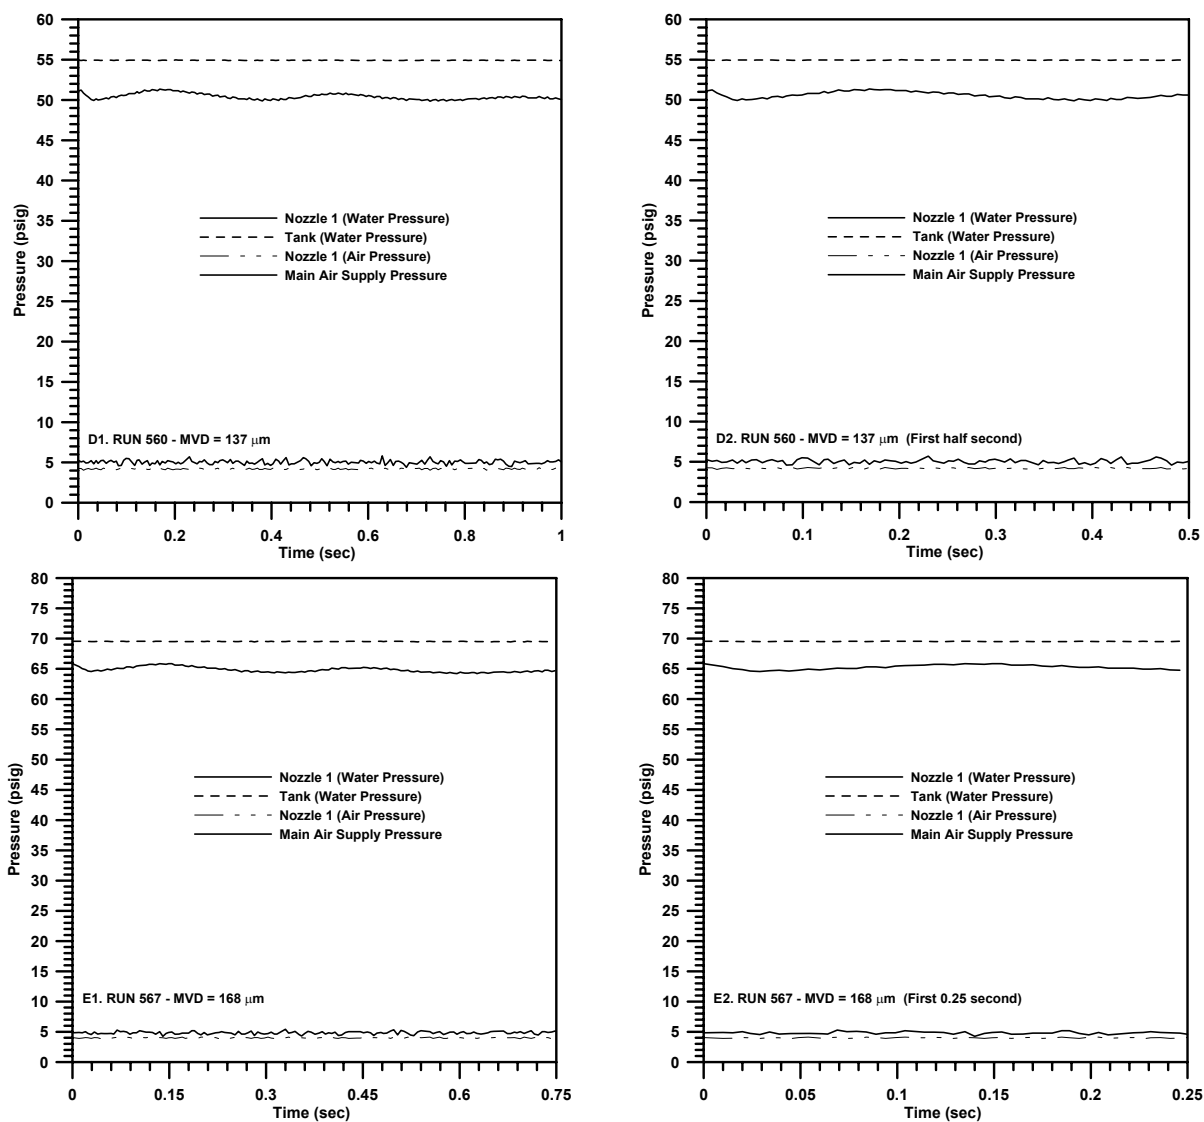 60
55
50
45
40
35
30
25
20
15
10
5
0
Pressure (psig)
Nozzle 1 (Water Pressure)
Tank (Water Pressure)
Nozzle 1 (Air Pressure)
Main Air Supply Pressure
D1. RUN 560 - MVD = 137 μm
0 0.2 0.4 0.6 0.8 1
Time (sec)
60
55
50
45
40
35
30
25
20
15
10
5
0
Pressure (psig)
Nozzle 1 (Water Pressure)
Tank (Water Pressure)
Nozzle 1 (Air Pressure)
Main Air Supply Pressure
D2. RUN 560 - MVD = 137 μm (First half second)
0 0.1 0.2 0.3 0.4 0.5
Time (sec)
80
75
70
65
60
55
50
45
40
35
30
25
20
15
10
5
0
Pressure (psig)
Nozzle 1 (Water Pressure)
Tank (Water Pressure)
Nozzle 1 (Air Pressure)
Main Air Supply Pressure
E1. RUN 567 - MVD = 168 μm
0 0.15 0.3 0.45 0.6 0.75
Time (sec)
80
75
70
65
60
55
50
45
40
35
30
25
20
15
10
5
0
Pressure (psig)
Nozzle 1 (Water Pressure)
Tank (Water Pressure)
Nozzle 1 (Air Pressure)
Main Air Supply Pressure
E2. RUN 567 - MVD = 168 μm (First 0.25 second)
0 0.05 0.1 0.15 0.2 0.25
Time (sec)